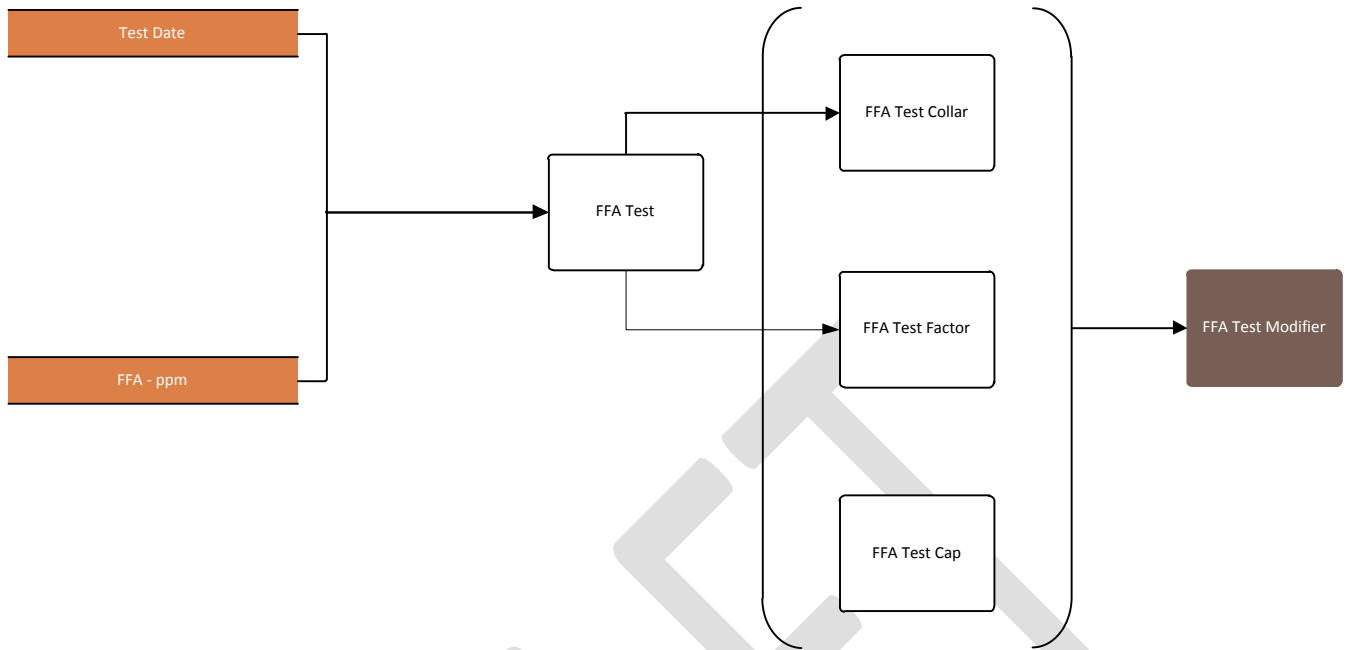 Test Date
FFA Test Collar
FFA Test
FFA Test Factor
FFA Test Modifier
FFA - ppm
FFA Test Cap